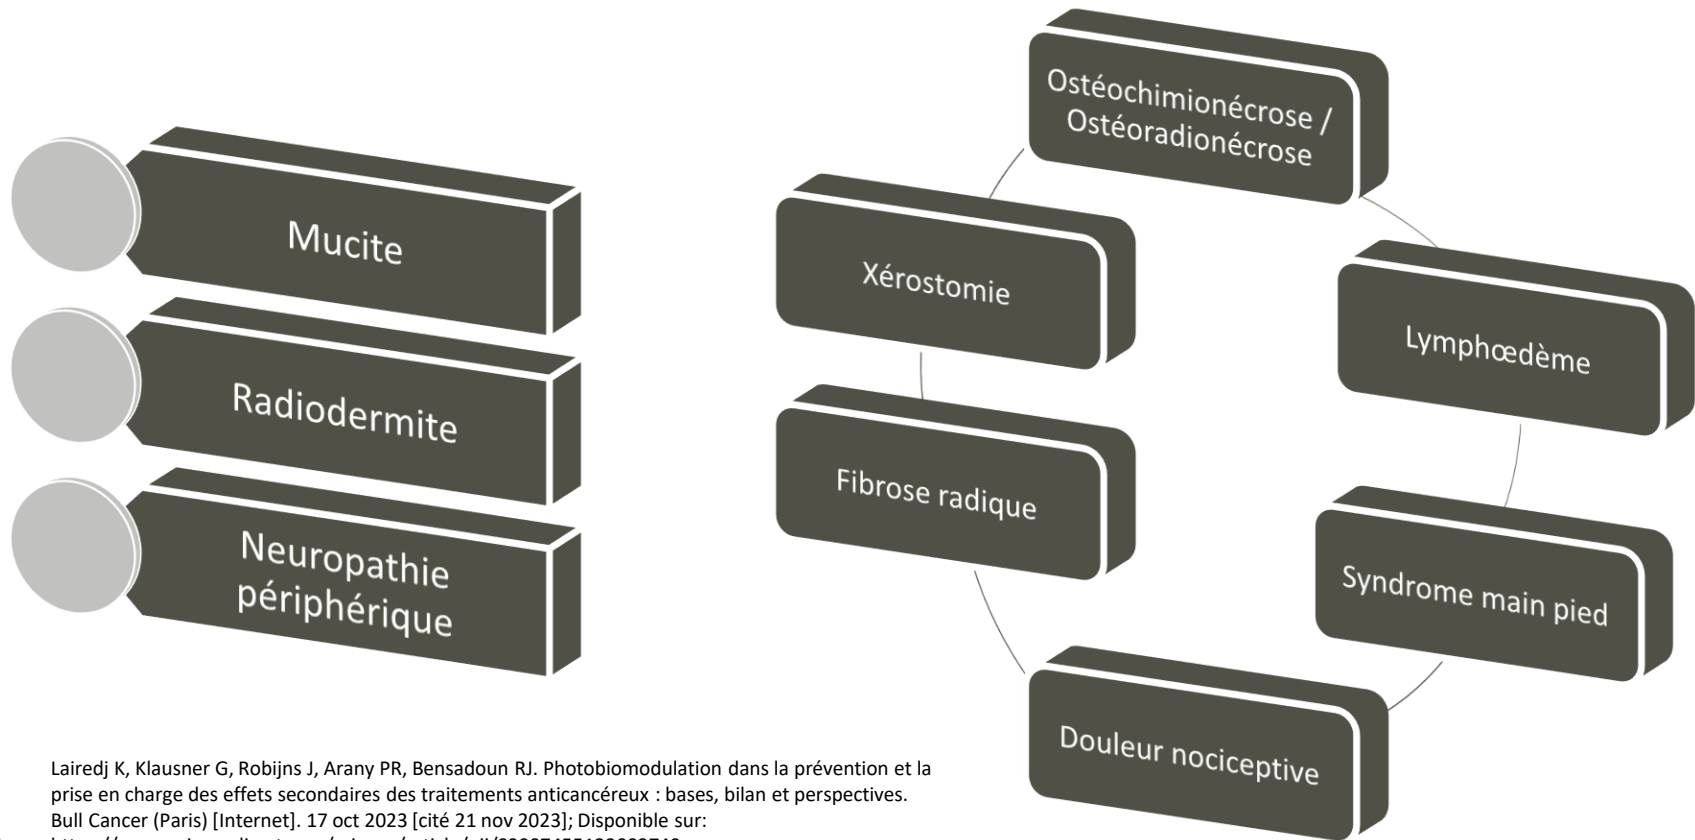 Mucite
Radiodermite
Neuropathie
périphérique
Ostéochimionécrose /
Ostéoradionécrose
Xérostomie
Lymphœdème
Fibrose radique
Syndrome main pied
Douleur nociceptive
Lairedj K, Klausner G, Robijns J, Arany PR, Bensadoun RJ. Photobiomodulation dans la prévention et la
prise en charge des effets secondaires des traitements anticancéreux : bases, bilan et perspectives.
Bull Cancer (Paris) [Internet]. 17 oct 2023 [cité 21 nov 2023]; Disponible sur: